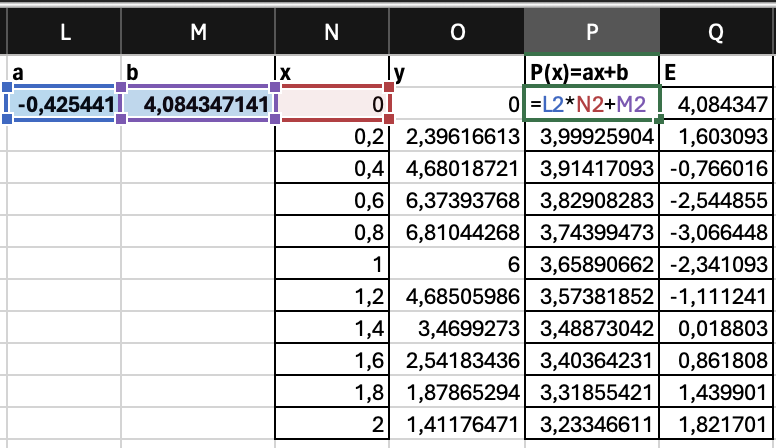 L M N O P Q
a b x y P(x)=ax+b E
-0,425441 4,084347141 0 0 =L2*N2+M2 4,084347
0,2 2,39616613 3,99925904 1,603093
0,4 4,68018721 3,91417093 -0,766016
0,6 6,37393768 3,82908283 -2,544855
0,8 6,81044268 3,74399473 -3,066448
1 6 3,65890662 -2,341093
1,2 4,68505986 3,57381852 -1,111241
1,4 3,4699273 3,48873042 0,018803
1,6 2,54183436 3,40364231 0,861808
1,8 1,87865294 3,31855421 1,439901
2 1,41176471 3,23346611 1,821701